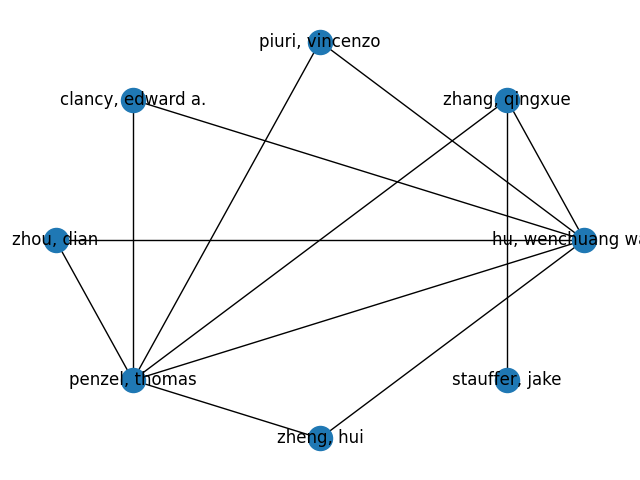 piuri, vincenzo
clancy, edward a.
zhang, qingxue
zhou, dian
hu, wenchuang wa
penzel, thomas
stauffer, jake
zheng, hui